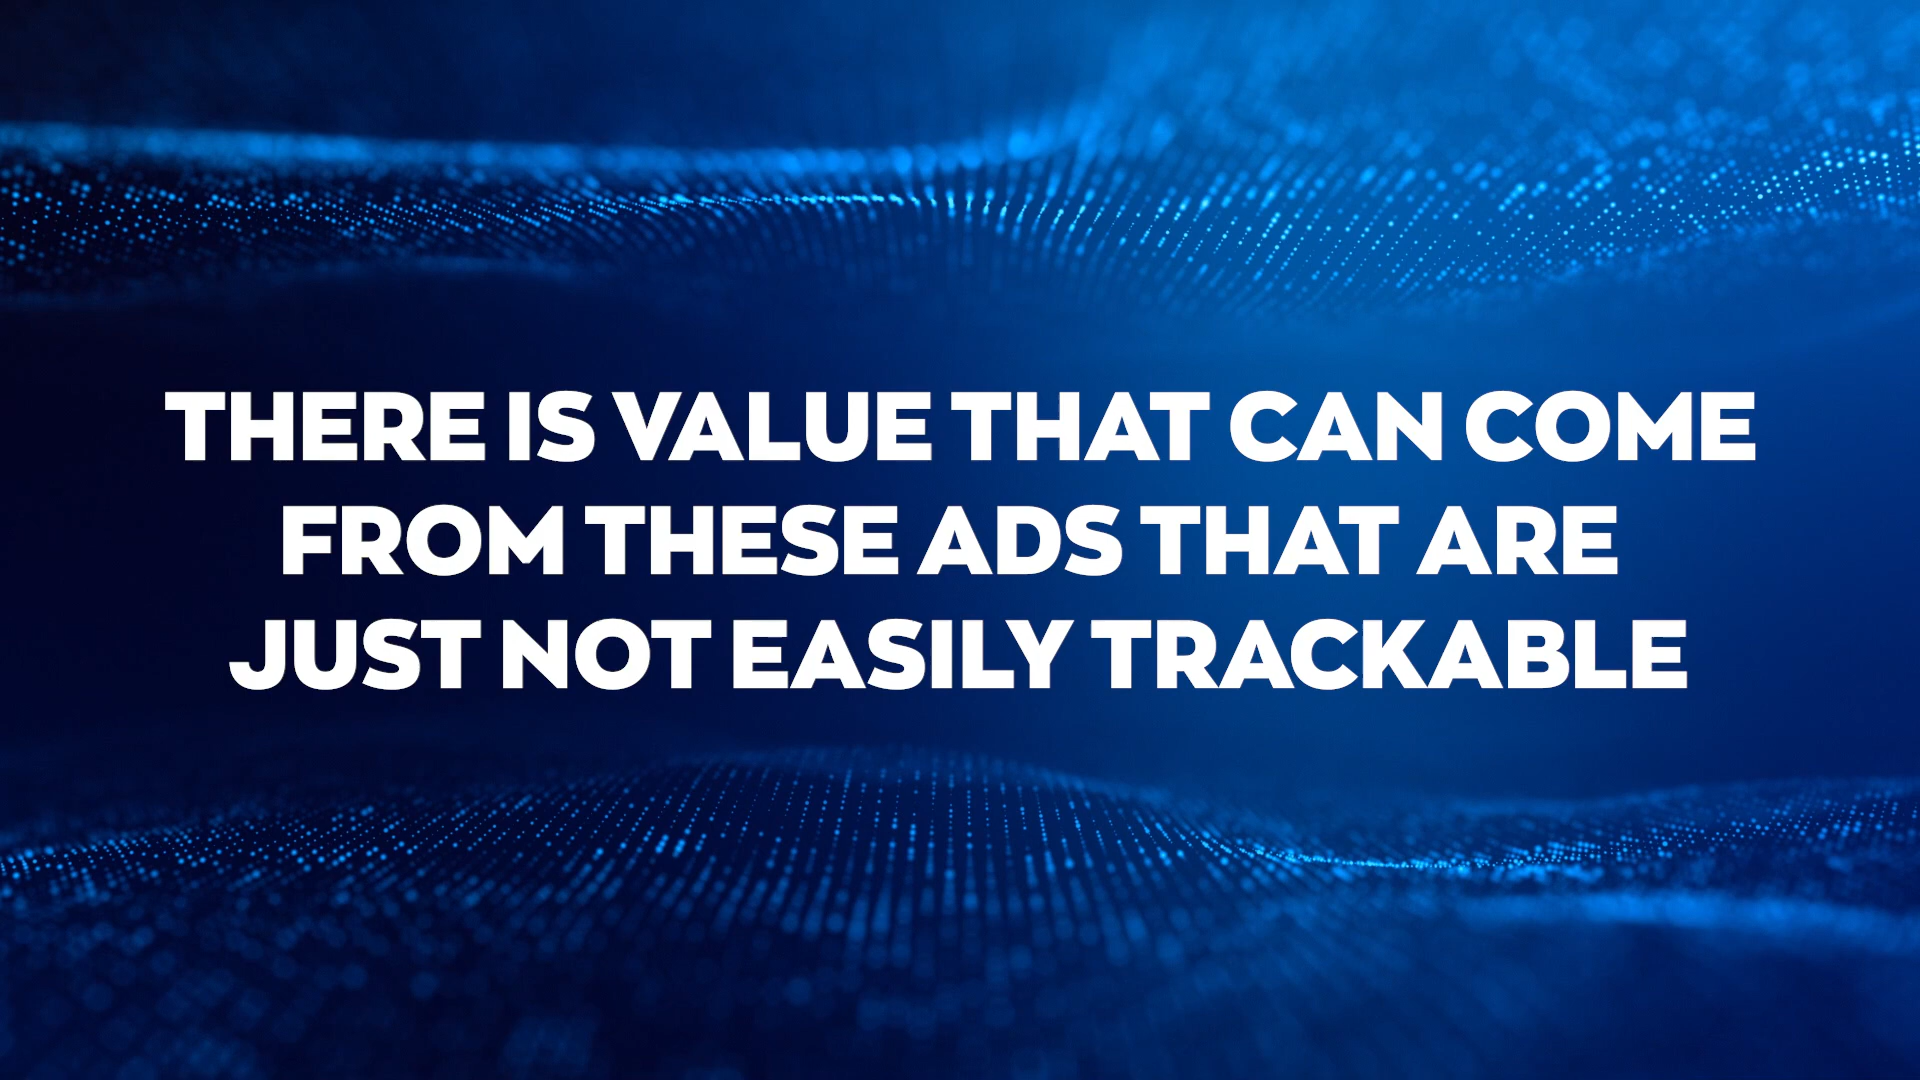 THERE IS VALUE THAT CAN COME
FROM THESE ADS THAT ARE
JUST NOT EASILY TRACKABLE